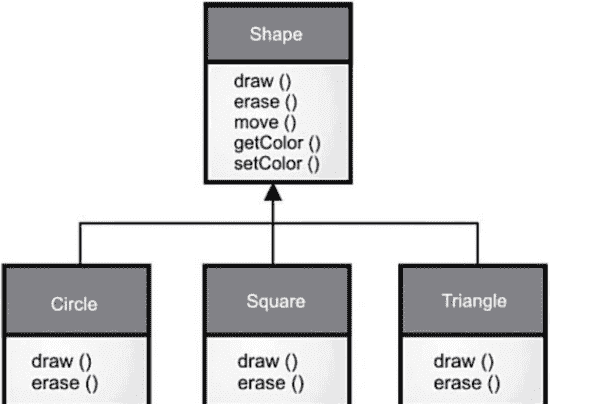 Shape
draw ()
erase ()
move ()
getColor ()
setColor ()
Circle
draw ()
erase ()
Square
draw ()
erase ()
Triangle
draw ()
erase ()